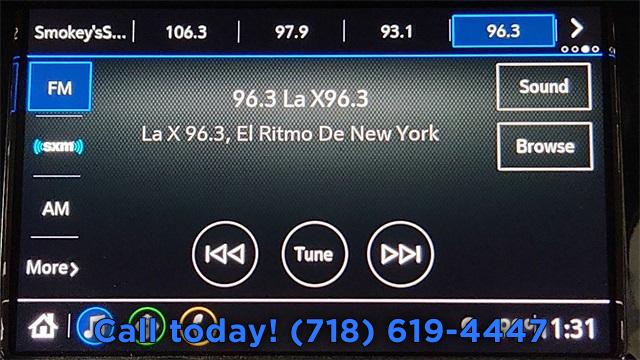 Smokey'sS... 106.3 97.9 93.1 96.3
FM
96.3 La X96.3
Sound
La X 96.3, El Ritmo De New York
((sxm))
Browse
AM
Tune
More
1:31
Call today! (718) 619-4447